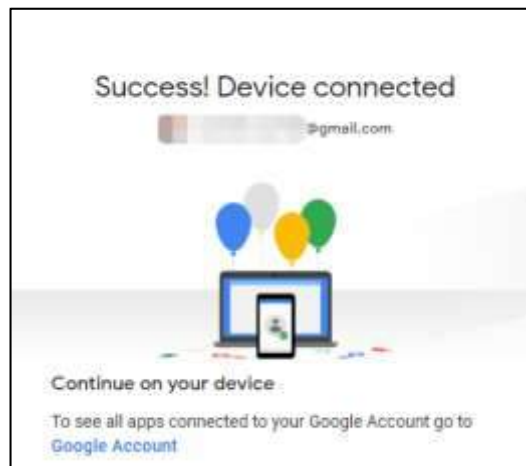 Success! Device connected
@gmail.com
Continue on your device
To see all apps connected to your Google Account go to
Google Account